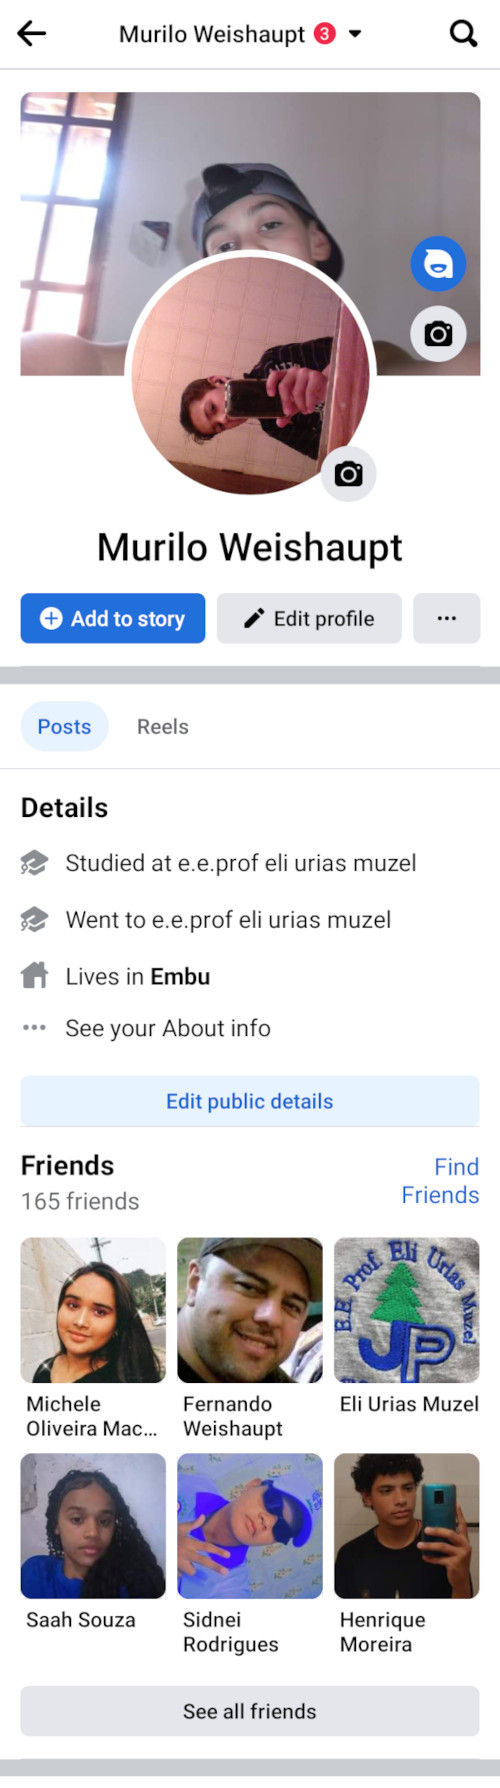 Murilo Weishaupt 3
Murilo Weishaupt
Add to story
Edit profile
Posts
Reels
Details
Studied at e.e.prof eli urias muzel
Went to e.e.prof eli urias muzel
Lives in Embu
See your About info
Edit public details
Friends
165 friends
Find
Friends
E.E. Prof. Eli Urias Muzel
JP
Michele
Oliveira Mac...
Fernando
Weishaupt
Eli Urias Muzel
Saah Souza
Sidnei
Rodrigues
Henrique
Moreira
See all friends